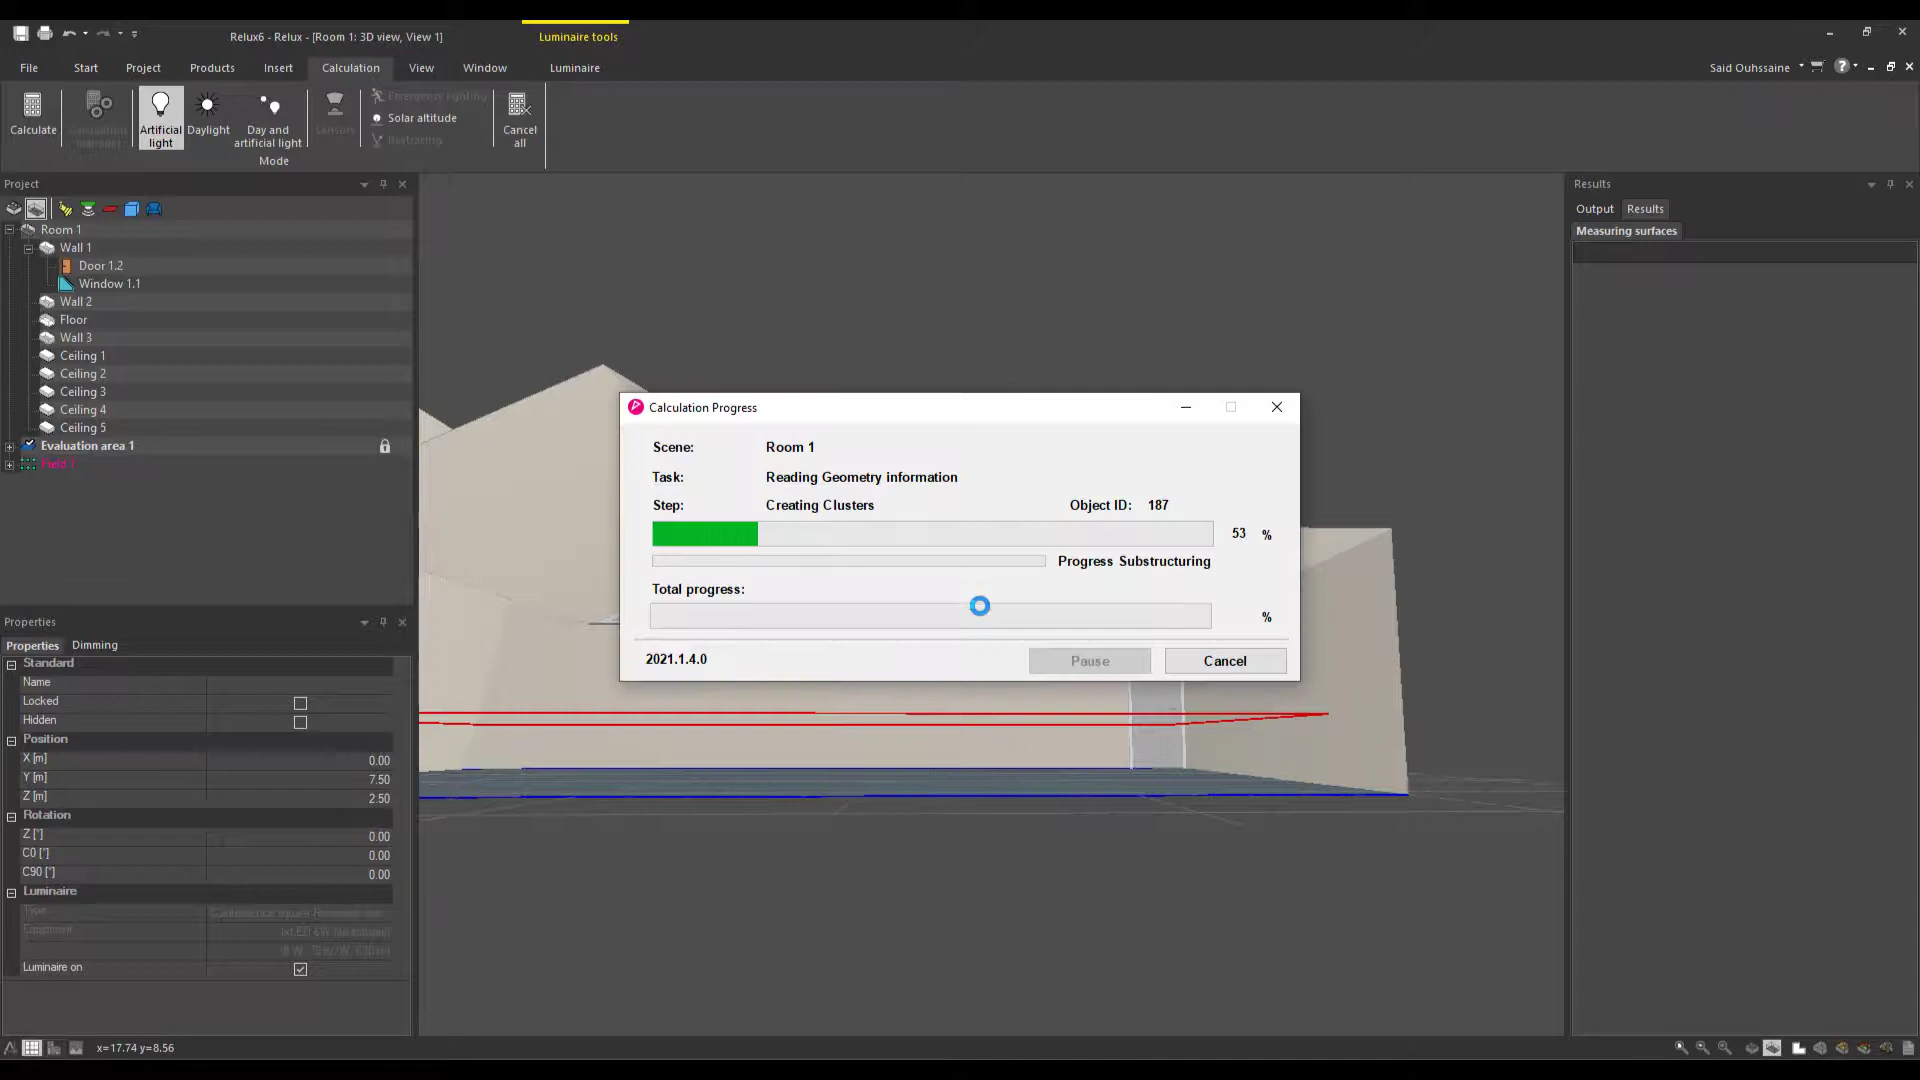 Relux6 - Relux - [Room 1: 3D view, View 1]
Luminaire tools
File
Start
Project
Products
Insert
Calculation
View
Window
Luminaire
Said Ouhssaine
Calculate
Artificial light
Daylight
Day and artificial light
Sensors
Emergency lighting
Solar altitude
Raytracing
Cancel all
Mode
Project
Room 1
Wall 1
Door 1.2
Window 1.1
Wall 2
Floor
Wall 3
Ceiling 1
Ceiling 2
Ceiling 3
Ceiling 4
Ceiling 5
Evaluation area 1
Field 1
Properties
Properties
Dimming
Standard
Name
Locked
Hidden
Position
X [m] 0.00
Y [m] 7.50
Z [m] 2.50
Rotation
Z [°] 0.00
C0 [°] 0.00
C90 [°] 0.00
Luminaire
Type
Equipment
Luminaire on
x=17.74 y=8.56
Calculation Progress
Scene: Room 1
Task: Reading Geometry information
Step: Creating Clusters Object ID: 187
53 %
Progress Substructuring
Total progress:
%
2021.1.4.0
Pause
Cancel
Results
Output
Results
Measuring surfaces